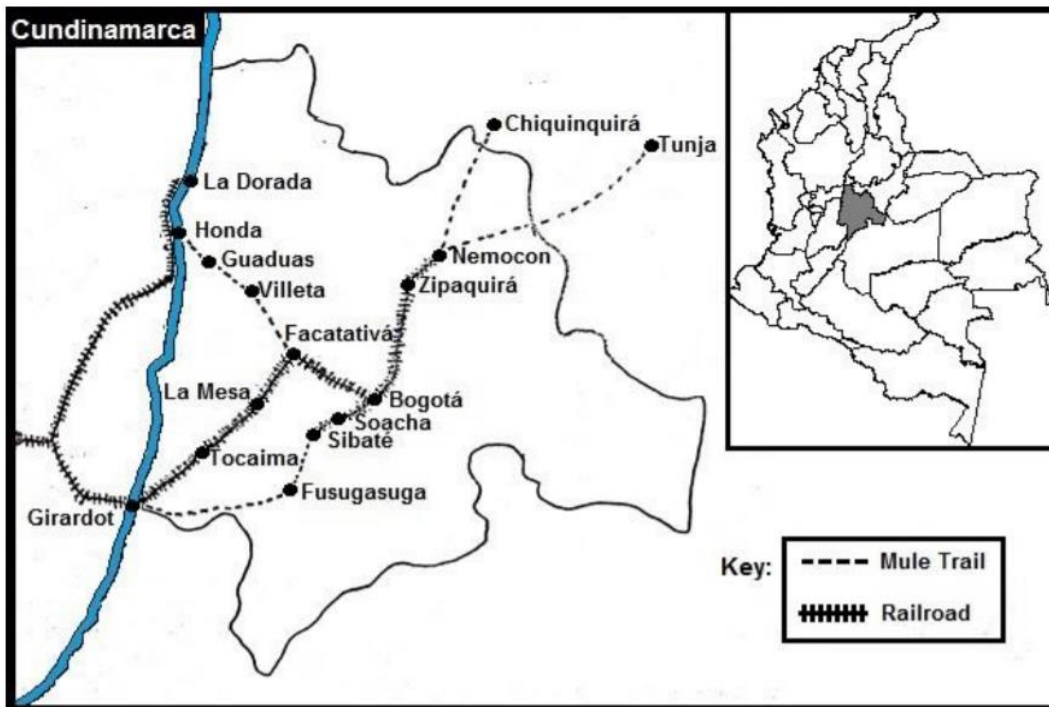 Cundinamarca
Chiquinquirá
Tunja
La Dorada
Honda
Guaduas
Nemocon
Villeta
Zipaquirá
Facatativá
La Mesa
Bogotá
Soacha
Sibaté
Tocaima
Fusugasuga
Girardot
Key:
Mule Trail
Railroad